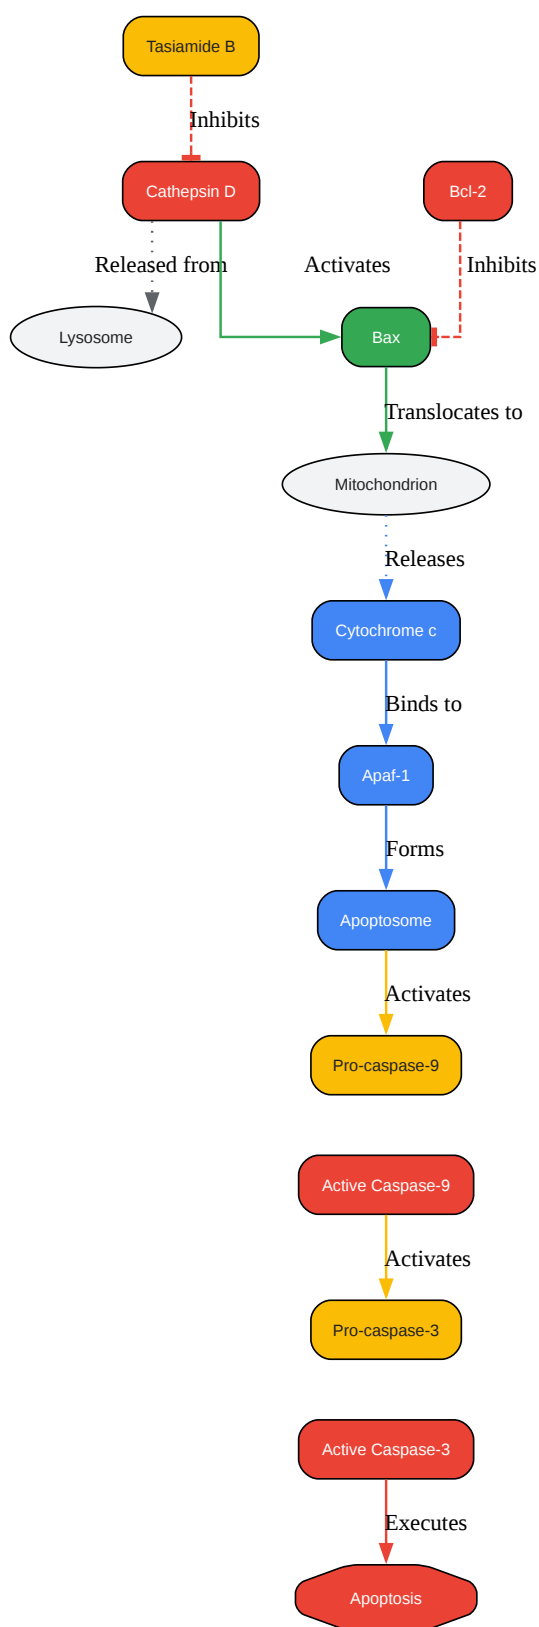 Tasiamide B
Inhibits
Cathepsin D
Bcl-2
Released from
Activates
Inhibits
Lysosome
Bax
Translocates to
Mitochondrion
Releases
Cytochrome c
Binds to
Apaf-1
Forms
Apoptosome
Activates
Pro-caspase-9
Active Caspase-9
Activates
Pro-caspase-3
Active Caspase-3
Executes
Apoptosis